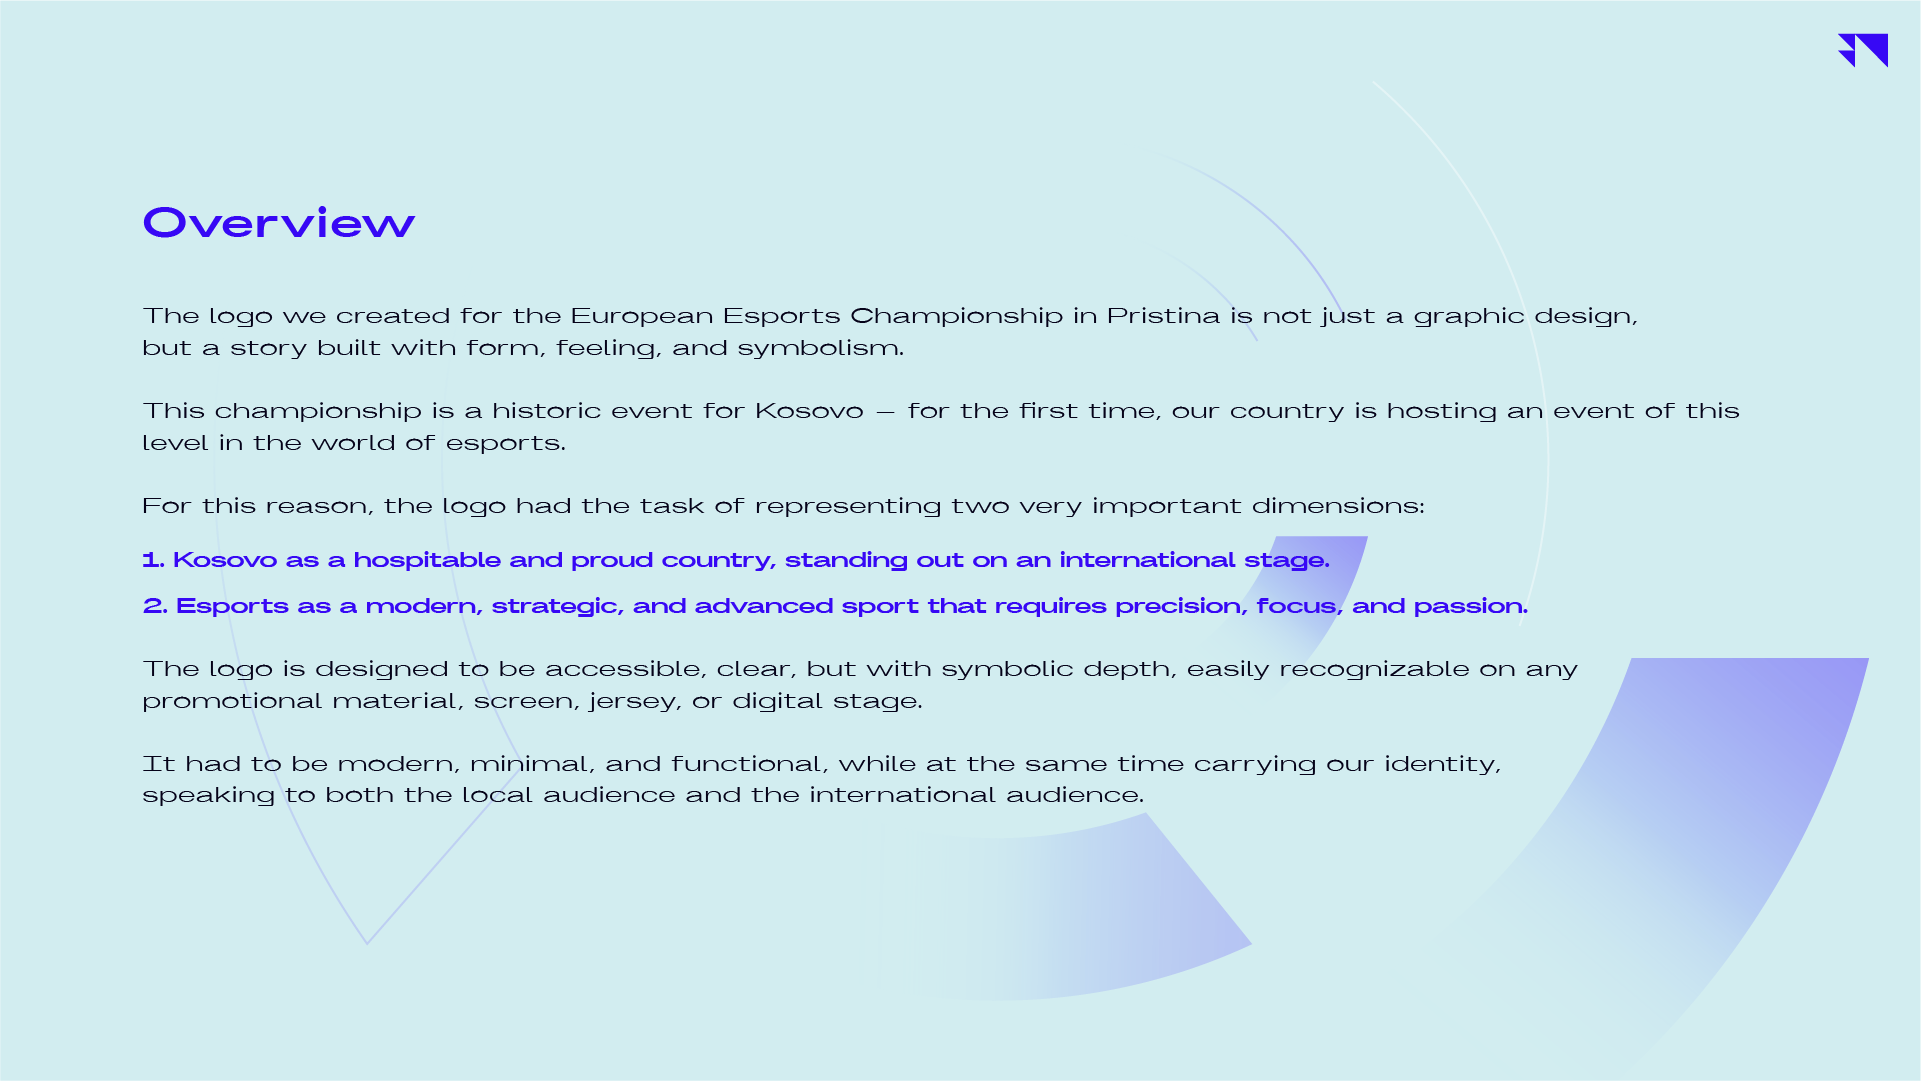 Overview
The logo we created for the European Esports Championship in Pristina is not just a graphic design,
but a story built with form, feeling, and symbolism.
This championship is a historic event for Kosovo – for the first time, our country is hosting an event of this
level in the world of esports.
For this reason, the logo had the task of representing two very important dimensions:
1. Kosovo as a hospitable and proud country, standing out on an international stage.
2. Esports as a modern, strategic, and advanced sport that requires precision, focus, and passion.
The logo is designed to be accessible, clear, but with symbolic depth, easily recognizable on any
promotional material, screen, jersey, or digital stage.
It had to be modern, minimal, and functional, while at the same time carrying our identity,
speaking to both the local audience and the international audience.